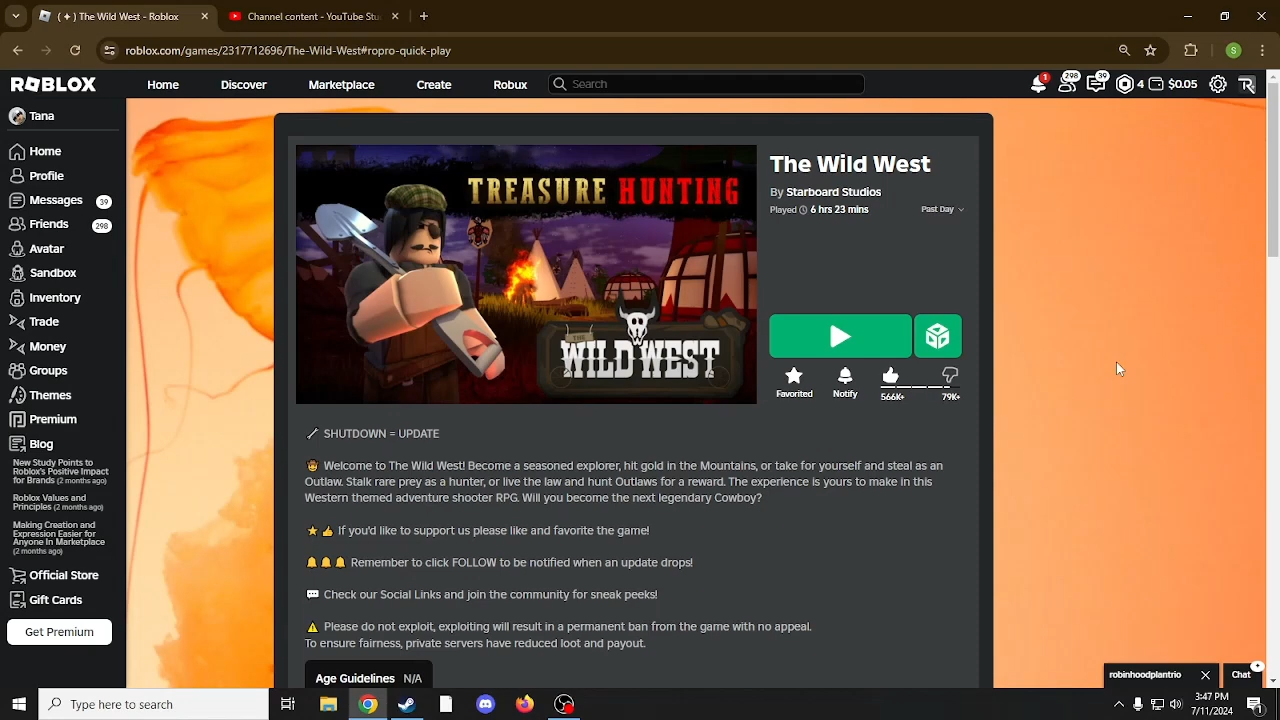 ( • ) The Wild West - Roblox
Channel content - YouTube Stu
roblox.com/games/2317712696/The-Wild-West#ropro-quick-play
S
ROBLOX
Home
Discover
Marketplace
Create
Robux
Search
1
298
39
4
$0.05
Tana
Home
Profile
Messages
39
Friends
298
Avatar
Sandbox
Inventory
Trade
Money
Groups
Themes
Premium
Blog
New Study Points to
Roblox's Positive Impact
for Brands (2 months ago)
Roblox Values and
Principles (2 months ago)
Making Creation and
Expression Easier for
Anyone In Marketplace
(2 months ago)
Official Store
Gift Cards
Get Premium
TREASURE HUNTING
THE
WILD WEST
The Wild West
By Starboard Studios
Played 6 hrs 23 mins
Past Day
Favorited
Notify
566K+
79K+
SHUTDOWN = UPDATE
🤠 Welcome to The Wild West! Become a seasoned explorer, hit gold in the Mountains, or take for yourself and steal as an
Outlaw. Stalk rare prey as a hunter, or live the law and hunt Outlaws for a reward. The experience is yours to make in this
Western themed adventure shooter RPG. Will you become the next legendary Cowboy?
⭐👍 If you'd like to support us please like and favorite the game!
🔔🔔🔔 Remember to click FOLLOW to be notified when an update drops!
💬 Check our Social Links and join the community for sneak peeks!
⚠️ Please do not exploit, exploiting will result in a permanent ban from the game with no appeal.
To ensure fairness, private servers have reduced loot and payout.
Age Guidelines N/A
robinhoodplantrio
Chat
Type here to search
3:47 PM
7/11/2024